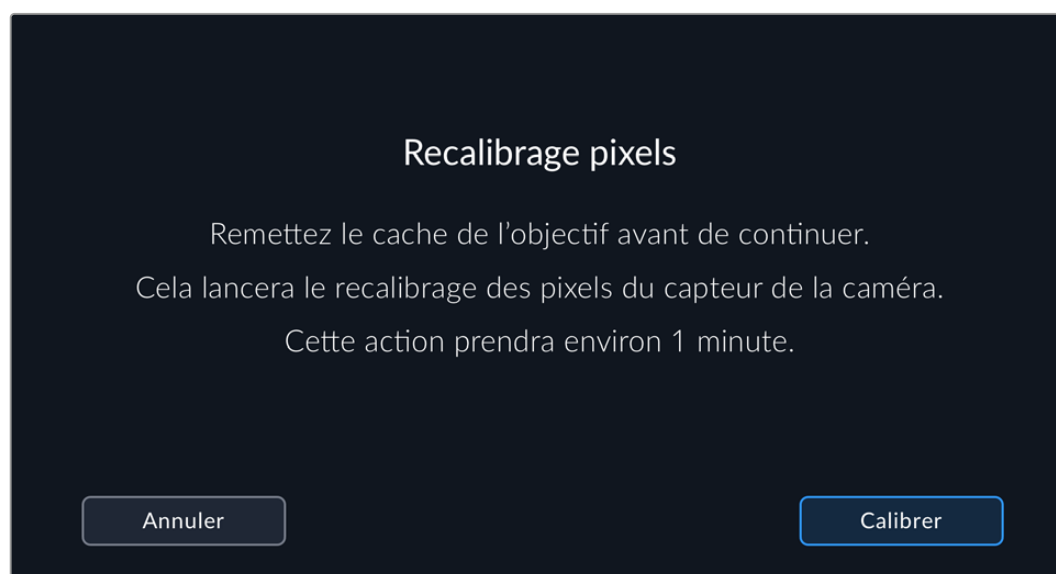 Recalibrage pixels
Remettez le cache de l’objectif avant de continuer.
Cela lancera le recalibrage des pixels du capteur de la caméra.
Cette action prendra environ 1 minute.
Annuler
Calibrer